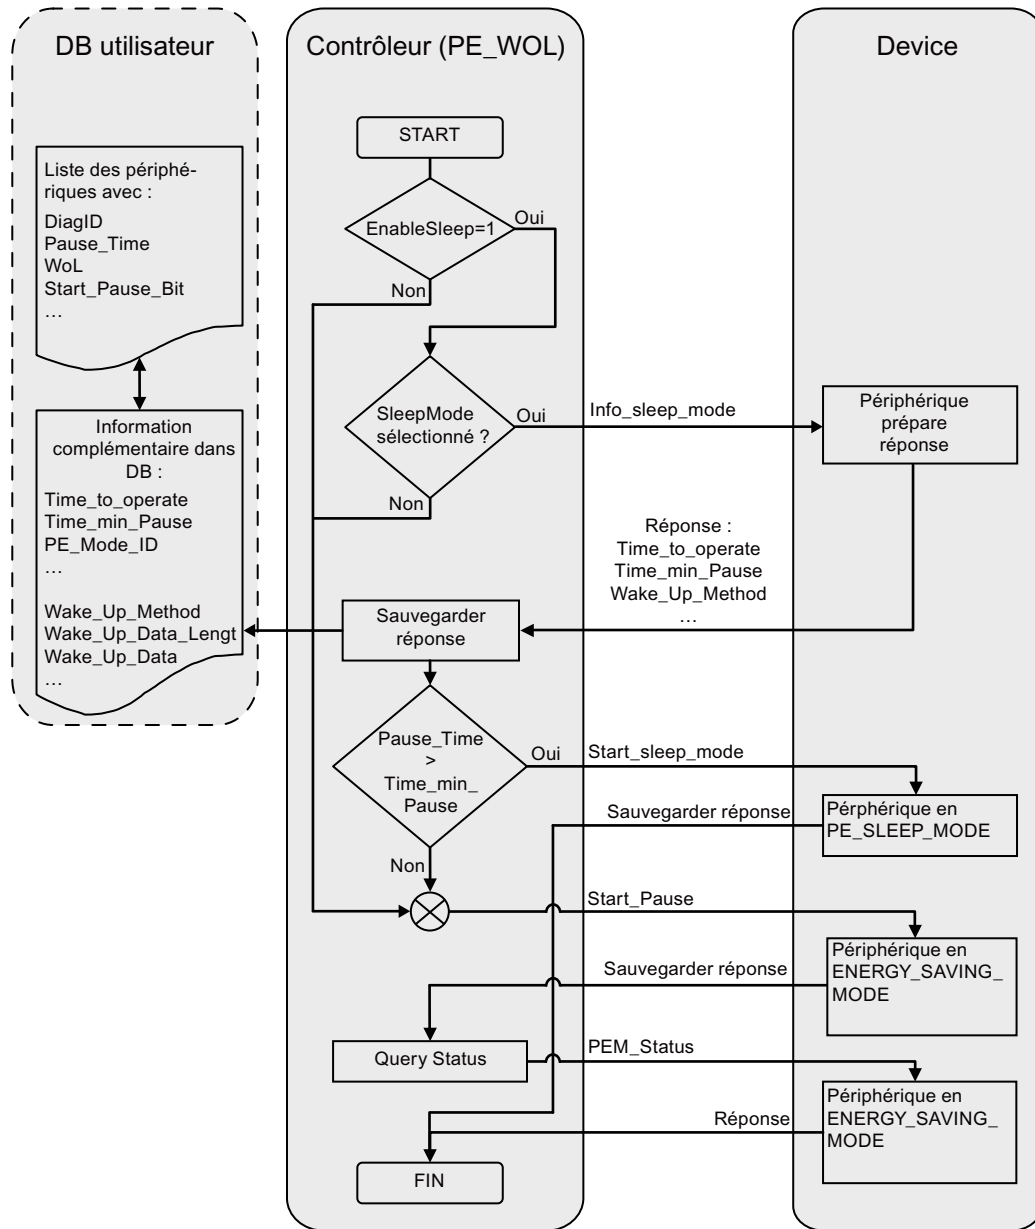 DB utilisateur
Liste des périphé-
riques avec :
DiagID
Pause_Time
WoL
Start_Pause_Bit
…
Information
complémentaire dans
DB :
Time_to_operate
Time_min_Pause
PE_Mode_ID
…
Wake_Up_Method
Wake_Up_Data_Lengt
Wake_Up_Data
…
Contrôleur (PE_WOL)
START
EnableSleep=1
Oui
Non
SleepMode
sélectionné ?
Oui
Non
Info_sleep_mode
Réponse :
Time_to_operate
Time_min_Pause
Wake_Up_Method
…
Sauvegarder
réponse
Pause_Time
>
Time_min_
Pause
Oui
Non
Start_sleep_mode
Sauvegarder réponse
Start_Pause
Sauvegarder réponse
Query Status
PEM_Status
Réponse
FIN
Device
Périphérique
prépare
réponse
Pérphérique en
PE_SLEEP_MODE
Périphérique en
ENERGY_SAVING_
MODE
Périphérique en
ENERGY_SAVING_
MODE